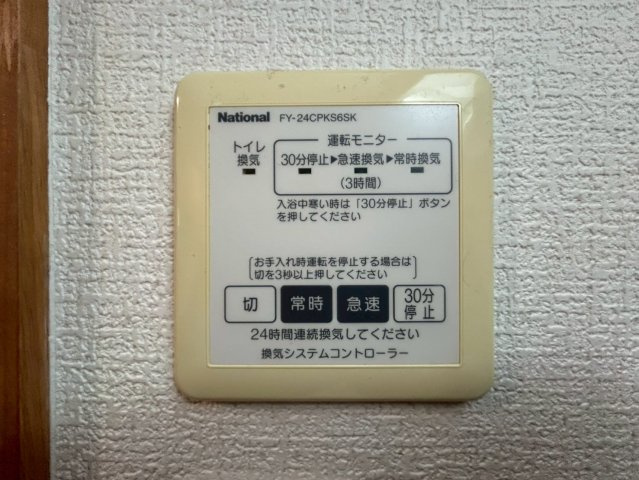 National FY-24CPKS6SK
トイレ
換気
運転モニター
30分停止▶急速換気▶常時換気
(3時間)
入浴中寒い時は「30分停止」ボタン
を押してください
お手入れ時運転を停止する場合は
切を3秒以上押してください
切 常時 急速 30分
停止
24時間連続換気してください
換気システムコントローラー